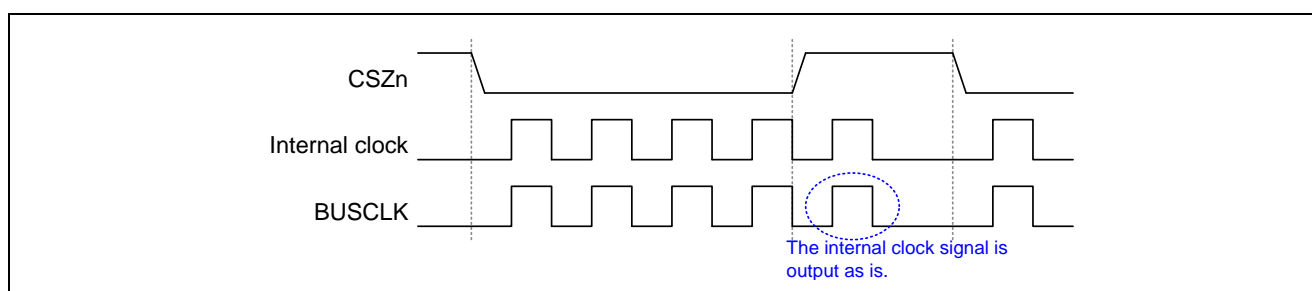 CSZn
Internal clock
BUSCLK
The internal clock signal is
output as is.